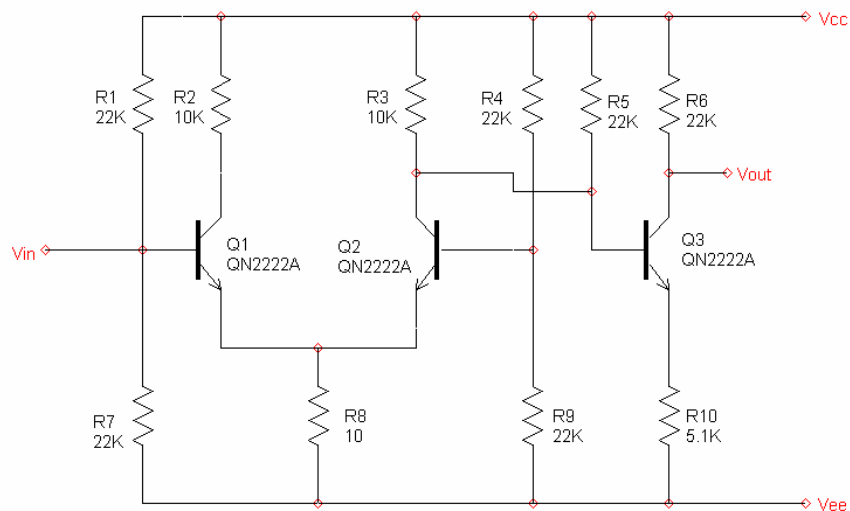 Vcc
R1
22K
R2
10K
R3
10K
R4
22K
R5
22K
R6
22K
Vout
Vin
Q1
QN2222A
Q2
QN2222A
Q3
QN2222A
R7
22K
R8
10
R9
22K
R10
5.1K
Vee